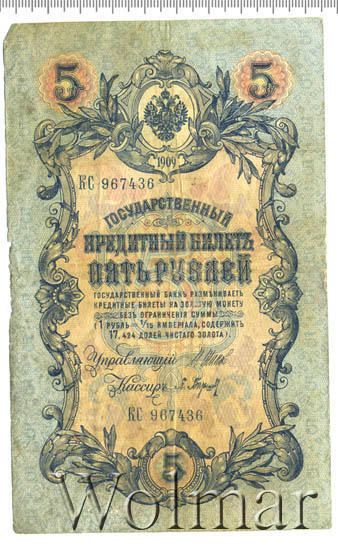 5 5
1909
КС 967436
ГОСУДАРСТВЕННЫЙ
КРЕДИТНЫЙ БИЛЕТЪ
ПЯТЬ РУБЛЕЙ
ГОСУДАРСТВЕННЫЙ БАНКЪ РАЗМѢНИВАЕТЪ
КРЕДИТНЫЕ БИЛЕТЫ НА ЗОЛОТУЮ МОНЕТУ
БЕЗЪ ОГРАНИЧЕНІЯ СУММЫ
(1 РУБЛЬ = 1/15 ИМПЕРІАЛА, СОДЕРЖИТЪ
17,424 ДОЛЕЙ ЧИСТАГО ЗОЛОТА).
Управляющій
Кассиръ
КС 967436
5
Wolmar